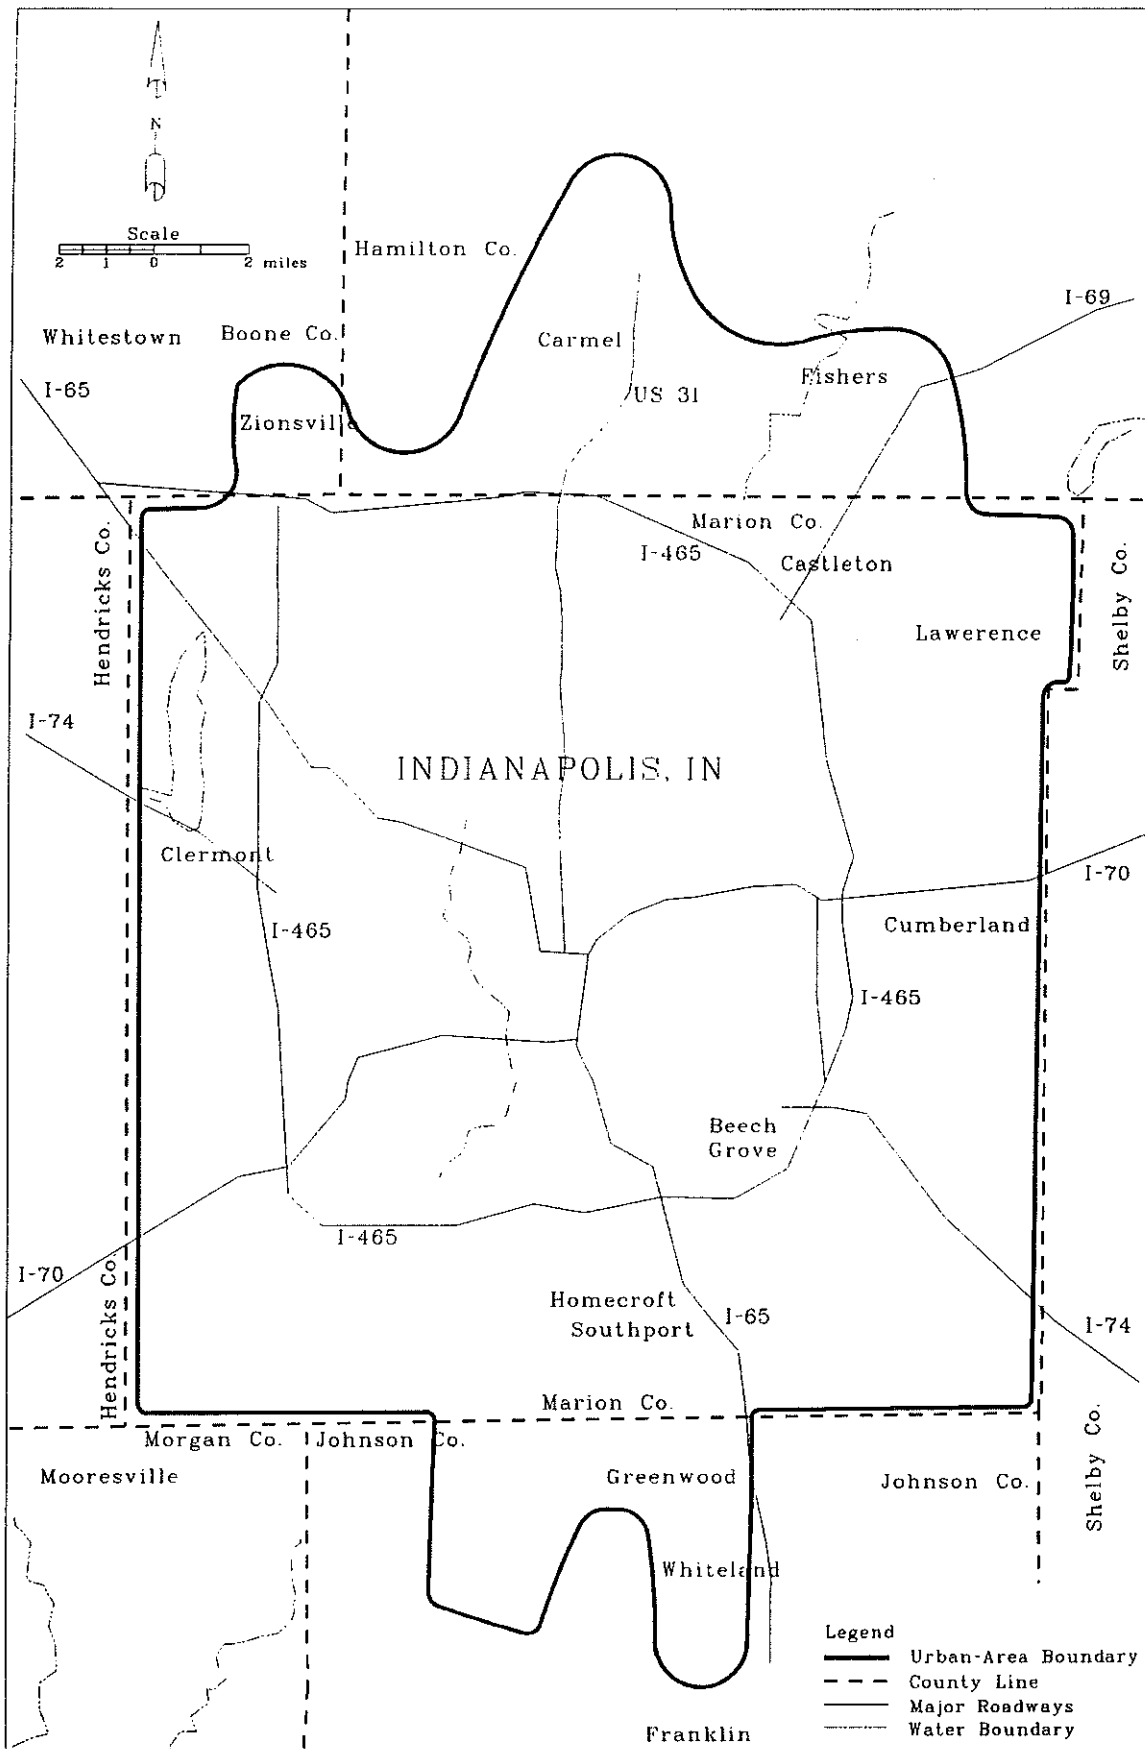 N
Scale
2 1 0 2 miles
Hamilton Co.
I-69
Whitestown
Boone Co.
Carmel
Fishers
I-65
US 31
Zionsville
Marion Co.
I-465
Castleton
Hendricks Co.
Shelby Co.
Lawerence
I-74
INDIANAPOLIS, IN
Clermont
I-70
I-465
Cumberland
I-465
Beech
Grove
I-465
I-70
Hendricks Co.
Homecroft
Southport
I-65
I-74
Marion Co.
Morgan Co.
Johnson Co.
Mooresville
Greenwood
Johnson Co.
Shelby Co.
Whiteland
Legend
Urban-Area Boundary
County Line
Major Roadways
Water Boundary
Franklin